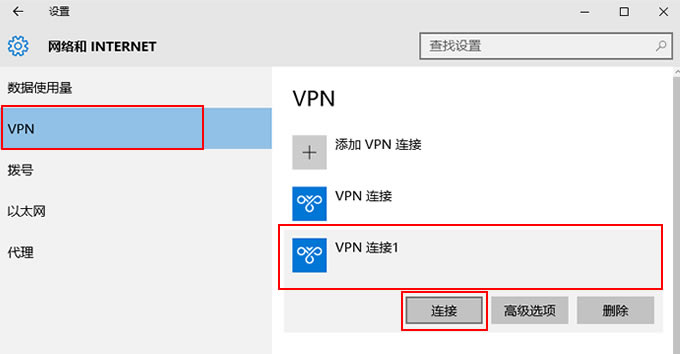 设置
网络和 INTERNET
查找设置
数据使用量
VPN
拨号
以太网
代理
VPN
添加 VPN 连接
VPN 连接
VPN 连接1
连接 高级选项 删除